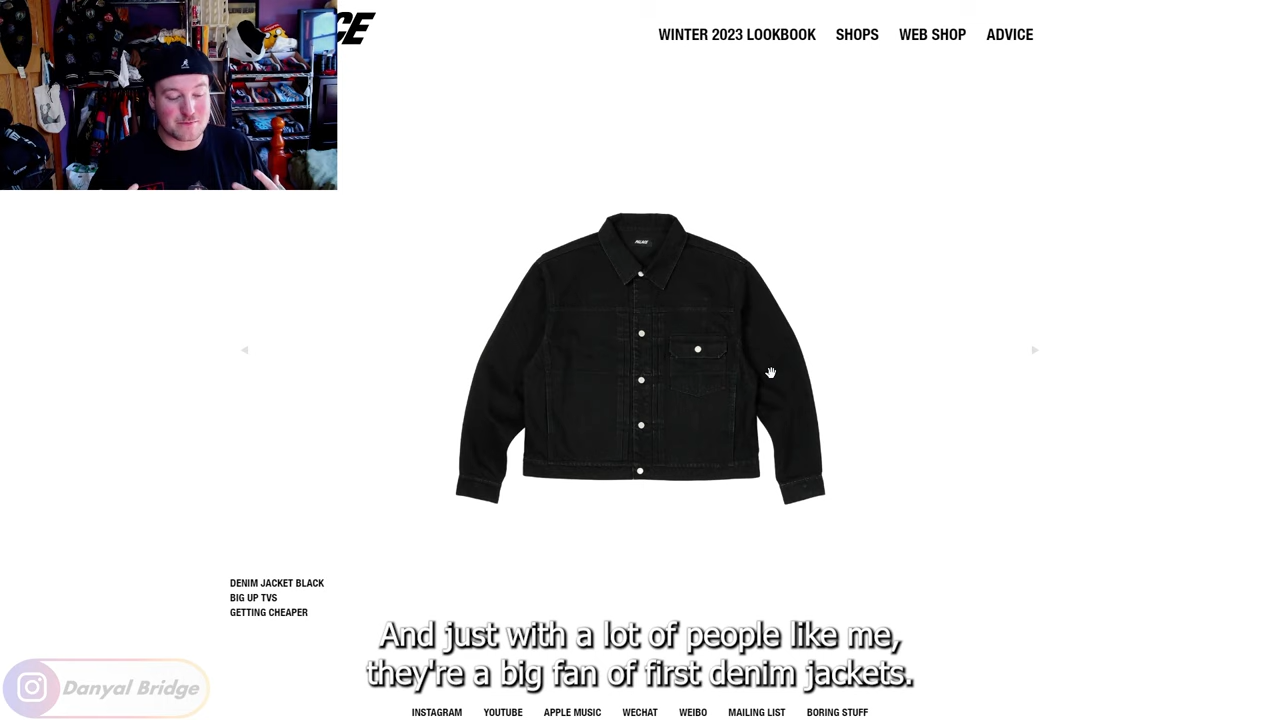 WINTER 2023 LOOKBOOK SHOPS WEB SHOP ADVICE
PALACE
DENIM JACKET BLACK
BIG UP TVS
GETTING CHEAPER
And just with a lot of people like me,
they're a big fan of first denim jackets.
Danyal Bridge
INSTAGRAM YOUTUBE APPLE MUSIC WECHAT WEIBO MAILING LIST BORING STUFF